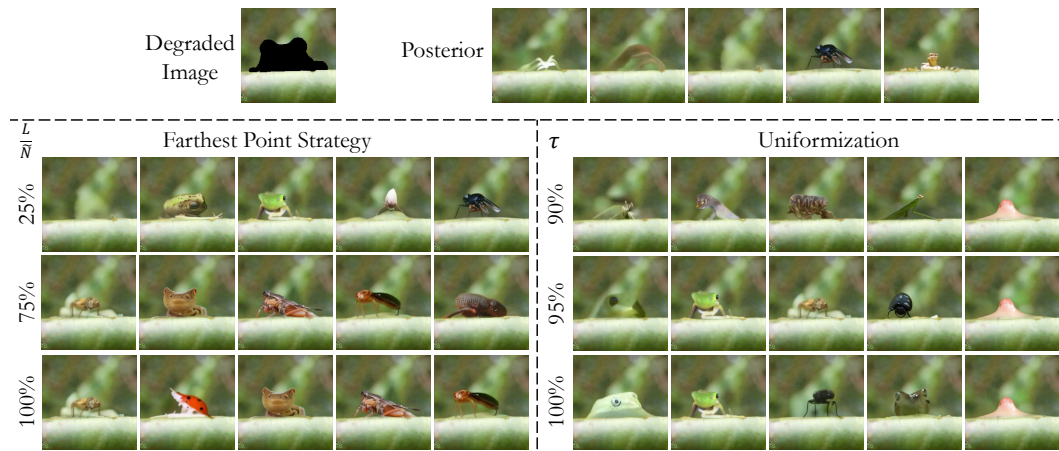 Degraded
Image
Posterior
L/Ñ
Farthest Point Strategy
τ
Uniformization
25%
90%
75%
95%
100%
100%